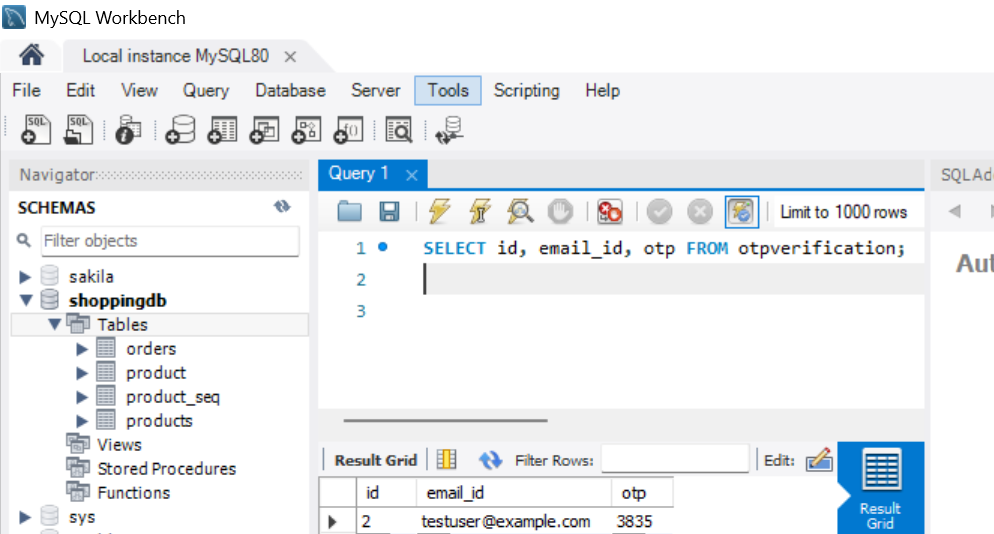 MySQL Workbench
Local instance MySQL80
File Edit View Query Database Server Tools Scripting Help
SQL SQL
Navigator
SCHEMAS
Filter objects
sakila
shoppingdb
Tables
orders
product
product_seq
products
Views
Stored Procedures
Functions
sys
Query 1
Limit to 1000 rows
1 SELECT id, email_id, otp FROM otpverification;
2
3
Result Grid Filter Rows: Edit:
id email_id otp
2 testuser@example.com 3835
Result
Grid
SQL
Aut